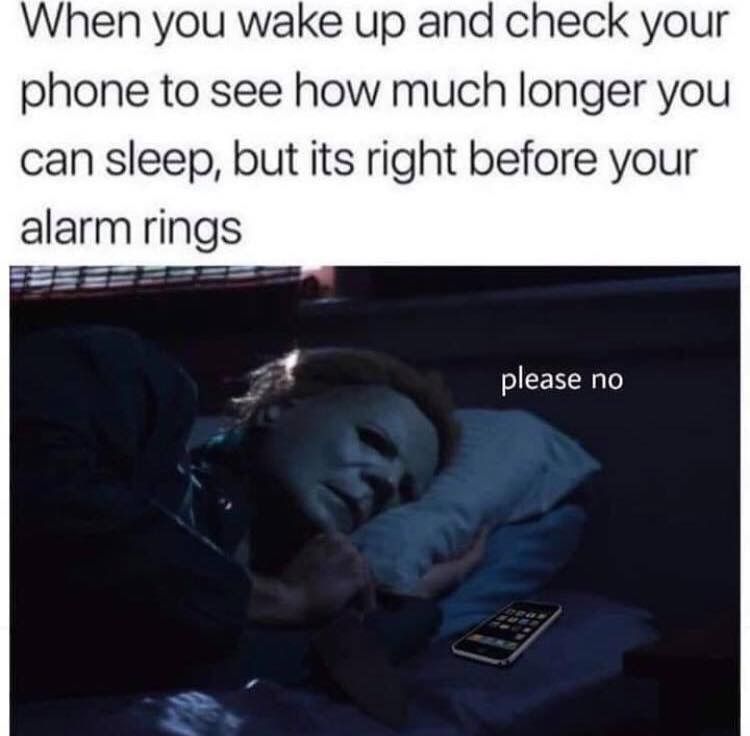 When you wake up and check your
phone to see how much longer you
can sleep, but its right before your
alarm rings
please no